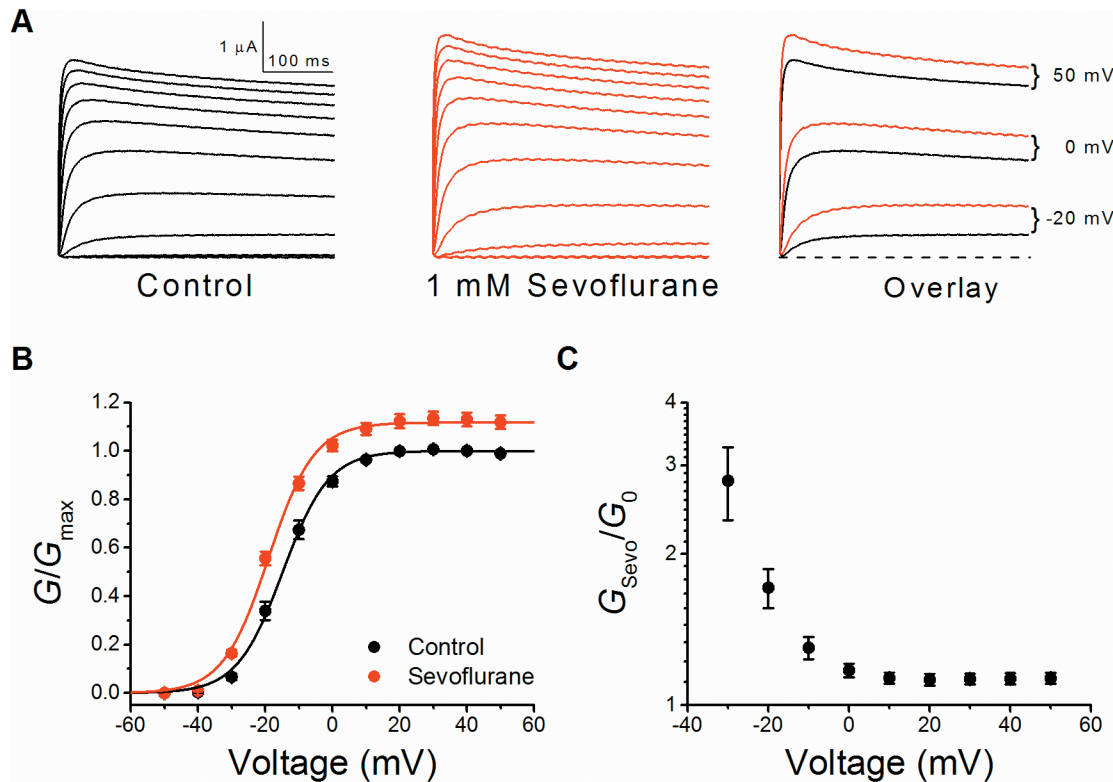 A
1 µA
100 ms
50 mV
0 mV
-20 mV
Control
1 mM Sevoflurane
Overlay
B
G/Gmax
1.2
1.0
0.8
0.6
0.4
0.2
0.0
Control
Sevoflurane
-60 -40 -20 0 20 40 60
Voltage (mV)
C
GSevo/G0
4
3
2
1
-40 -20 0 20 40 60
Voltage (mV)